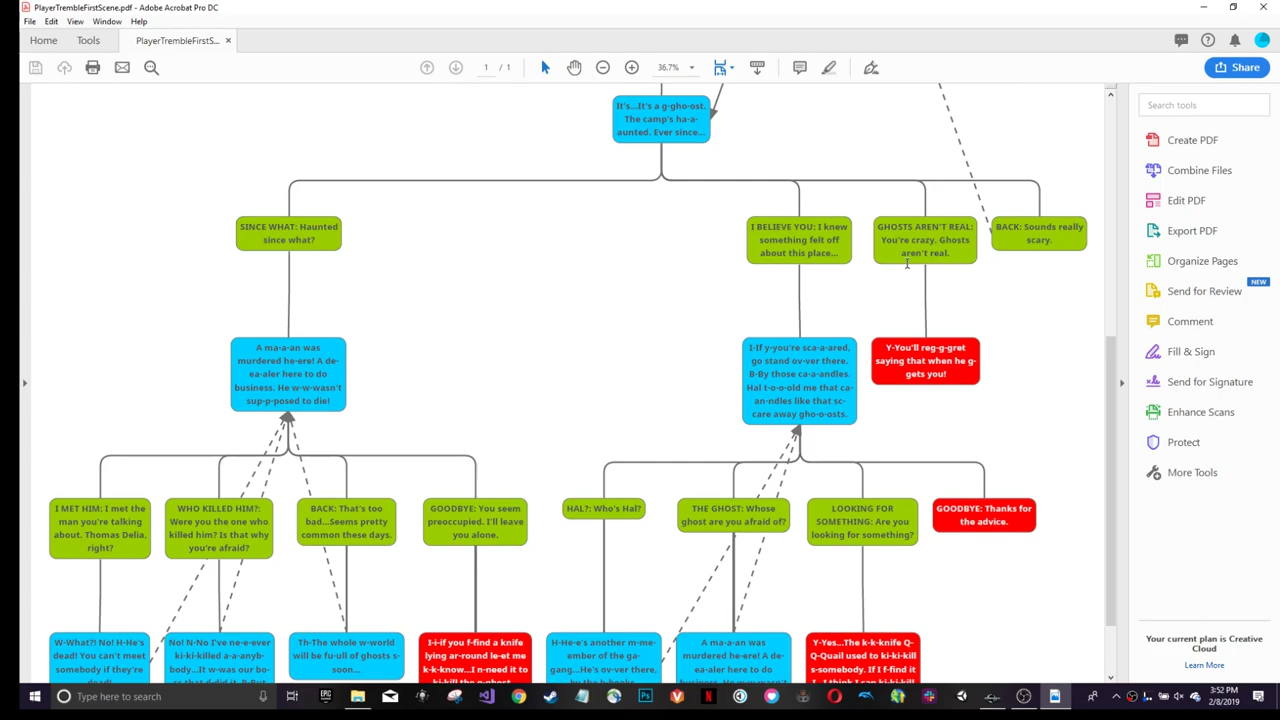 PlayerTrembleFirstScene.pdf - Adobe Acrobat Pro DC
File Edit View Window Help
Home Tools PlayerTrembleFirstS... ×
1 / 1 36.7% Share
It's...It's a g-gho-ost.
The camp's ha-a-
aunted. Ever since...
SINCE WHAT: Haunted
since what?
I BELIEVE YOU: I knew
something felt off
about this place...
GHOSTS AREN'T REAL:
You're crazy. Ghosts
aren't real.
BACK: Sounds really
scary.
A ma-a-an was
murdered he-ere! A de-
ea-aler here to do
business. He w-w-wasn't
sup-p-posed to die!
I-If y-you're sca-a-ared,
go stand ov-ver there.
B-By those ca-a-andles.
Hal t-o-o-old me that ca-
an-ndles like that sc-
care away gho-o-osts.
Y-You'll reg-g-gret
saying that when he g-
gets you!
I MET HIM: I met the
man you're talking
about. Thomas Delia,
right?
WHO KILLED HIM?:
Were you the one who
killed him? Is that why
you're afraid?
BACK: That's too
bad...Seems pretty
common these days.
GOODBYE: You seem
preoccupied. I'll leave
you alone.
HAL?: Who's Hal?
THE GHOST: Whose
ghost are you afraid of?
LOOKING FOR
SOMETHING: Are you
looking for something?
GOODBYE: Thanks for
the advice.
W-What?! No! H-He's
dead! You can't meet
somebody if they're
dead!
No! N-No I've ne-e-ever
ki-ki-killed a-a-anyb-
body...It w-was our bo-
Th-The whole w-world
will be fu-ull of ghosts s-
soon...
I-i-if you f-find a knife
lying ar-round le-et me
k-k-know...I n-need it to
H-He-e's another m-me-
ember of the ga-
gang...He's ov-ver there,
A ma-a-an was
murdered he-ere! A de-
ea-aler here to do
Y-Yes...The k-k-knife Q-
Q-Quail used to ki-ki-kill
s-somebody. If I f-find it
Search tools
Create PDF
Combine Files
Edit PDF
Export PDF
Organize Pages
Send for Review NEW
Comment
Fill & Sign
Send for Signature
Enhance Scans
Protect
More Tools
Your current plan is Creative
Cloud
Learn More
Type here to search
3:52 PM
2/8/2019